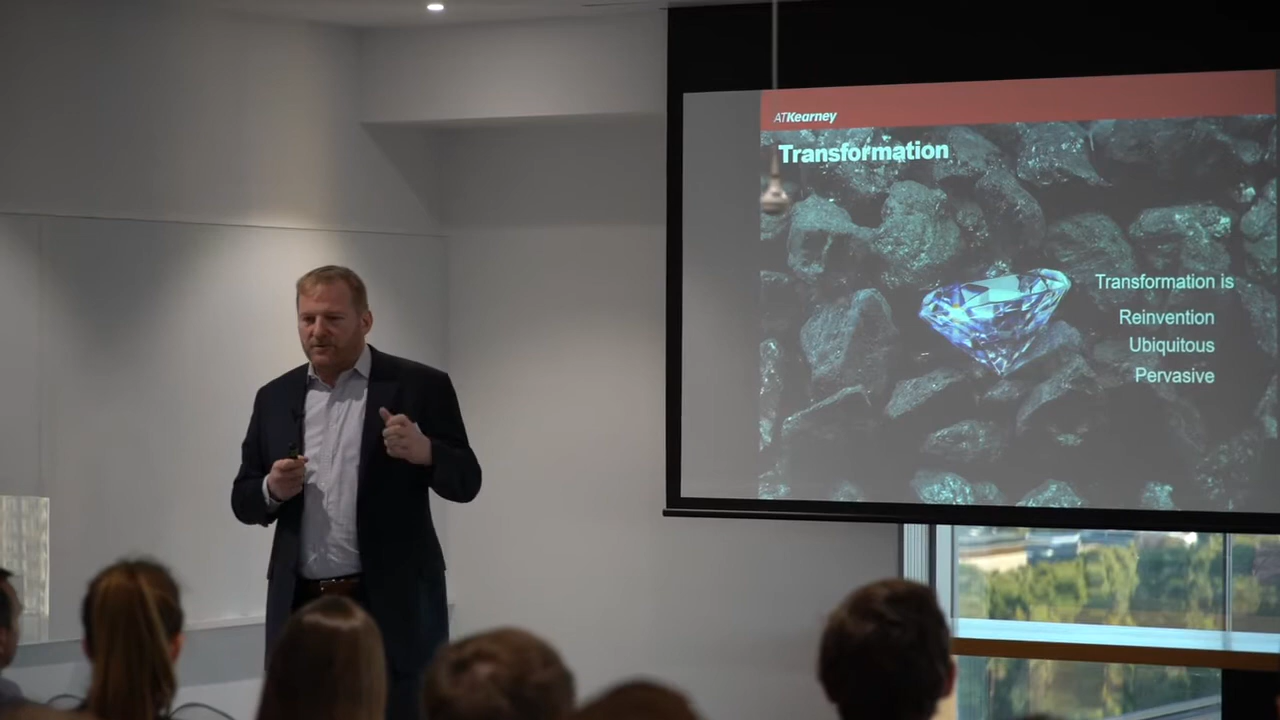 ATKearney
Transformation
Transformation is
Reinvention
Ubiquitous
Pervasive